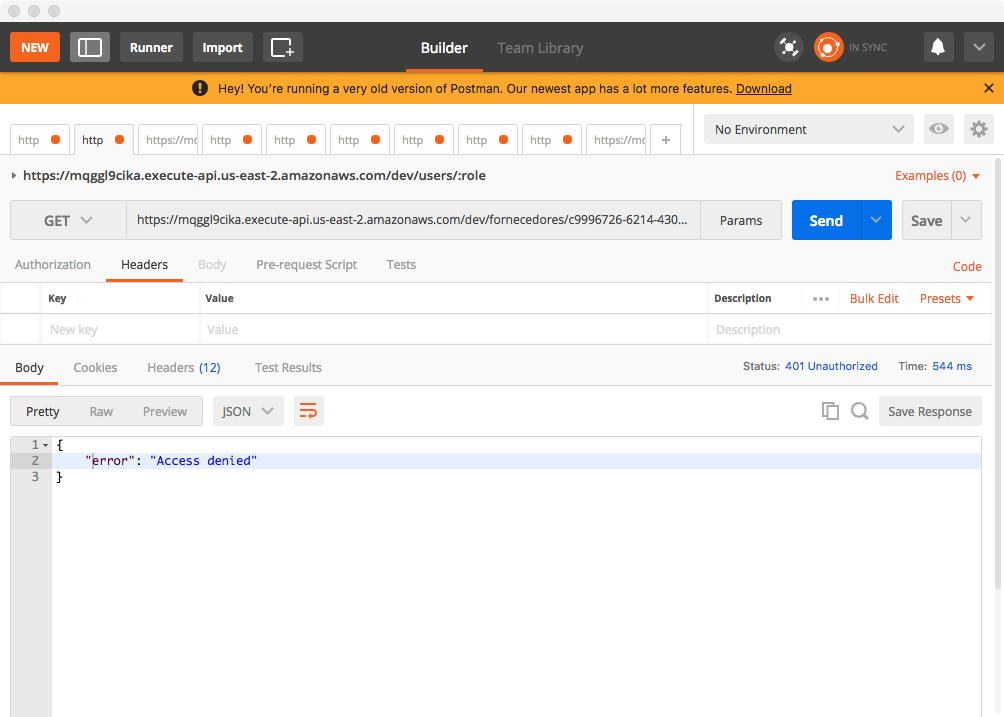 NEW Runner Import Builder Team Library IN SYNC
Hey! You're running a very old version of Postman. Our newest app has a lot more features. Download
http http https://mq http http http http http http https://mq + No Environment
https://mqggl9cika.execute-api.us-east-2.amazonaws.com/dev/users/:role Examples (0)
GET https://mqggl9cika.execute-api.us-east-2.amazonaws.com/dev/fornecedores/c9996726-6214-430... Params Send Save
Authorization Headers Body Pre-request Script Tests Code
Key Value Description Bulk Edit Presets
New key Value Description
Body Cookies Headers (12) Test Results Status: 401 Unauthorized Time: 544 ms
Pretty Raw Preview JSON Save Response
1 {
2 "error": "Access denied"
3 }